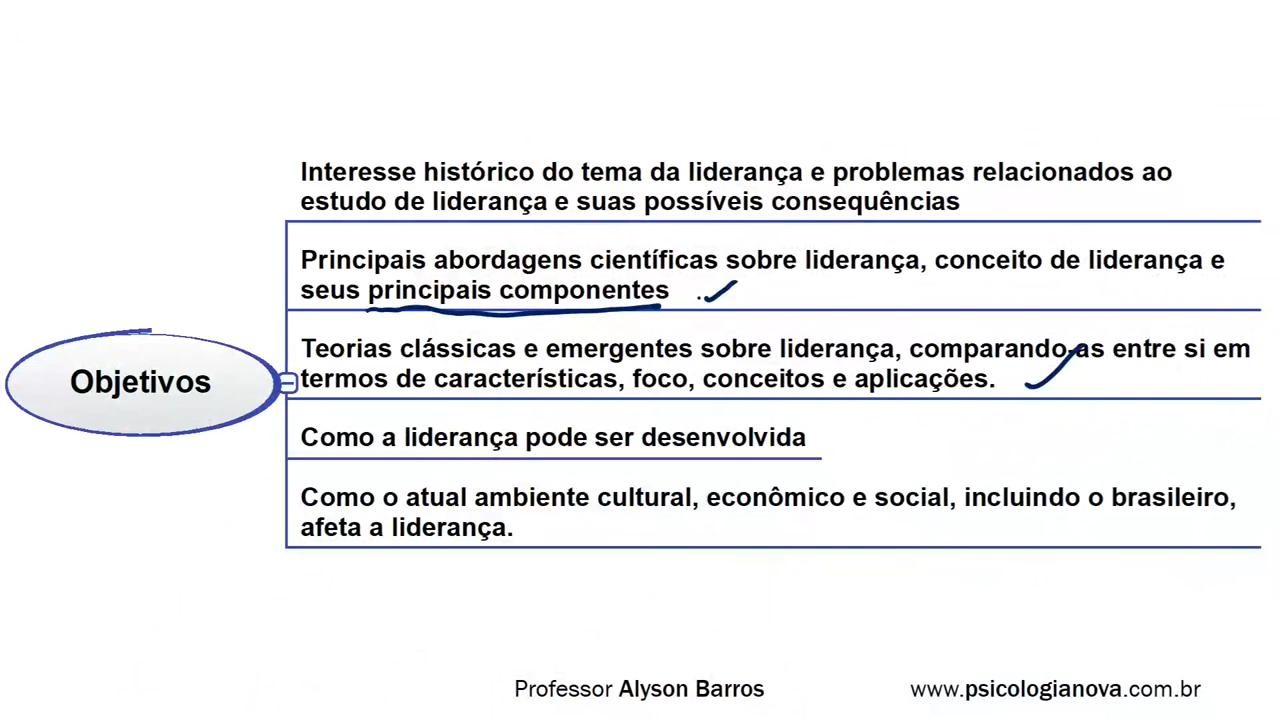 Interesse histórico do tema da liderança e problemas relacionados ao
estudo de liderança e suas possíveis consequências
Principais abordagens científicas sobre liderança, conceito de liderança e
seus principais componentes
Teorias clássicas e emergentes sobre liderança, comparando-as entre si em
termos de características, foco, conceitos e aplicações.
Objetivos
Como a liderança pode ser desenvolvida
Como o atual ambiente cultural, econômico e social, incluindo o brasileiro,
afeta a liderança.
Professor Alyson Barros
www.psicologianova.com.br